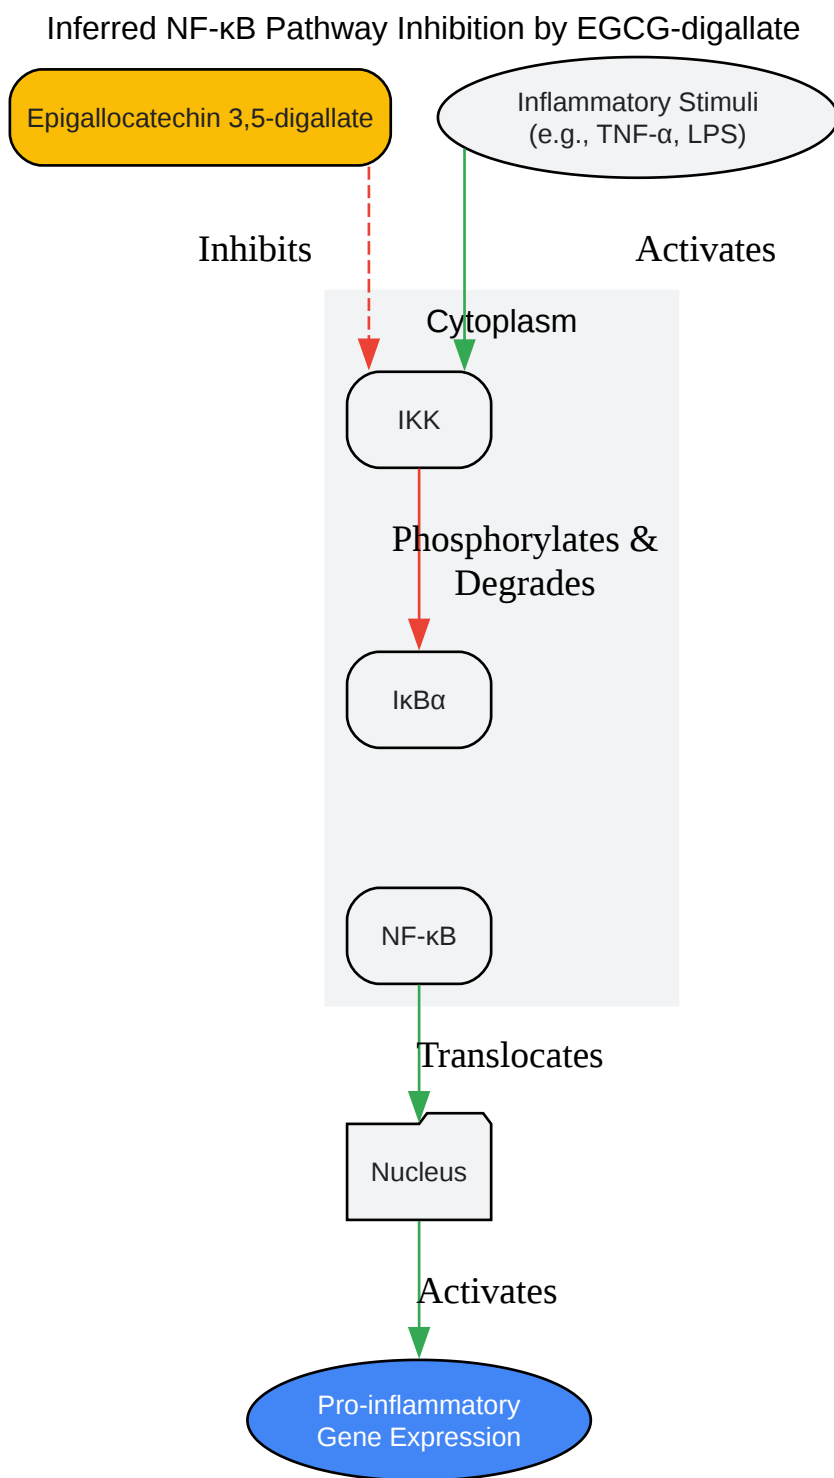 Inferred NF-κB Pathway Inhibition by EGCG-digallate
Epigallocatechin 3,5-digallate
Inflammatory Stimuli
(e.g., TNF-α, LPS)
Inhibits
Activates
Cytoplasm
IKK
Phosphorylates &
Degrades
IκBα
NF-κB
Translocates
Nucleus
Activates
Pro-inflammatory
Gene Expression